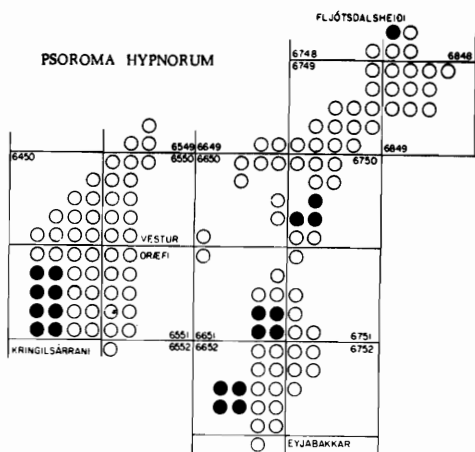 FLJÓTSDALSHEIÐI
PSOROMA HYPNORUM
6748 6848
6749
6450 6549 6649
6550 6650 6750 6849
VESTUR
ORÆFI
6551 6651 6751
KRINGILSÁRRANI 6552 6652 6752
EYJABAKKAR